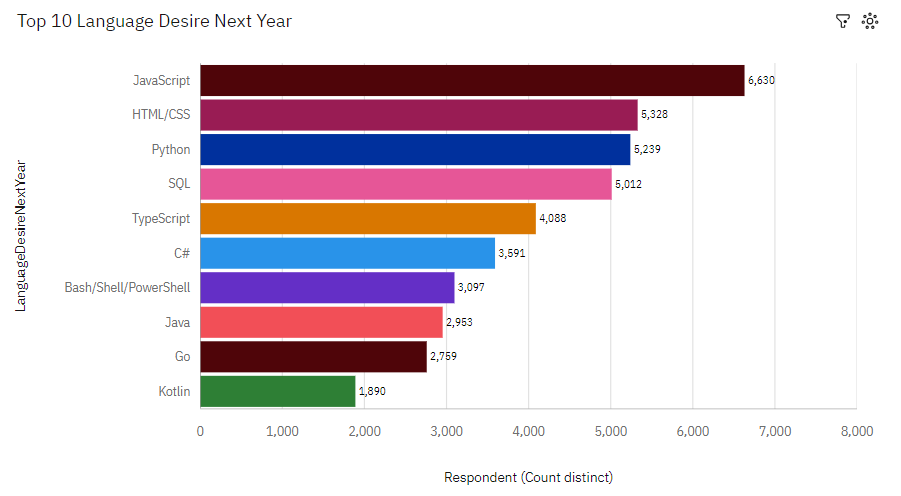 Top 10 Language Desire Next Year
LanguageDesireNextYear
JavaScript 6,630
HTML/CSS 5,328
Python 5,239
SQL 5,012
TypeScript 4,088
C# 3,591
Bash/Shell/PowerShell 3,097
Java 2,953
Go 2,759
Kotlin 1,890
0 1,000 2,000 3,000 4,000 5,000 6,000 7,000 8,000
Respondent (Count distinct)